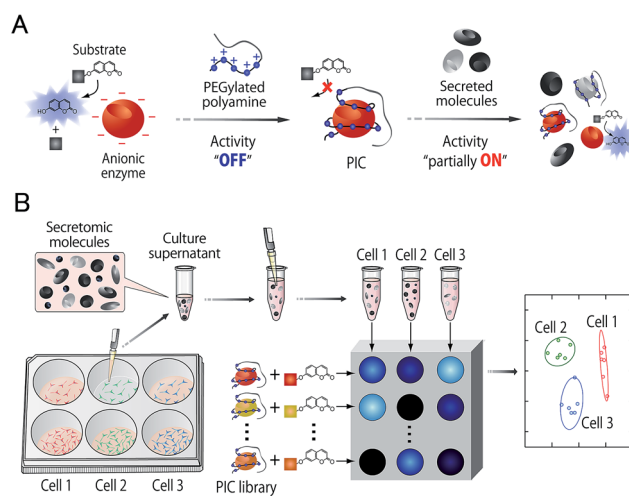 A
Substrate
O
O
O
HO
O
O
+
Anionic
enzyme
+ + + + +
PEGylated
polyamine
Activity
"OFF"
PIC
Secreted
molecules
Activity
"partially ON"
B
Secretomic
molecules
Culture
supernatant
Cell 1 Cell 2 Cell 3
Cell 1
Cell 2
Cell 3
+
+
+
PIC library
Cell 1 Cell 2 Cell 3